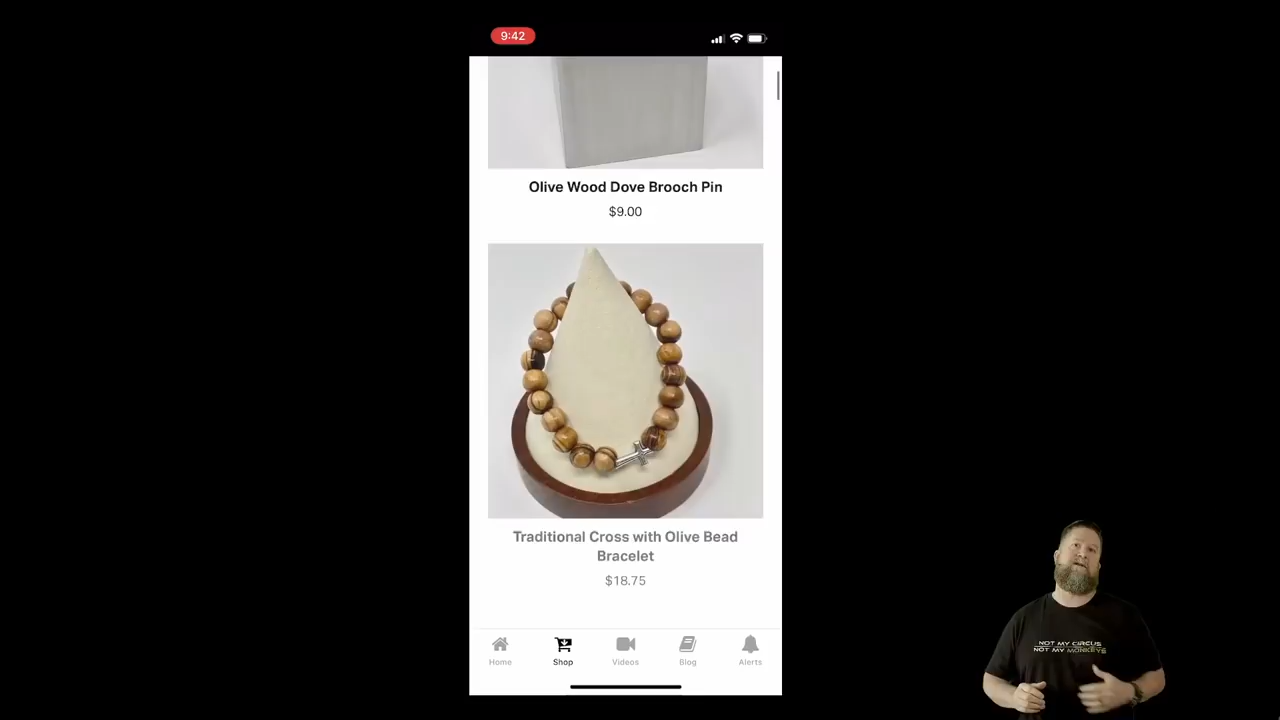 9:42
Olive Wood Dove Brooch Pin
$9.00
Traditional Cross with Olive Bead
Bracelet
$18.75
Home
Shop
Videos
Blog
Alerts
NOT MY CIRCUS
NOT MY MONKEYS